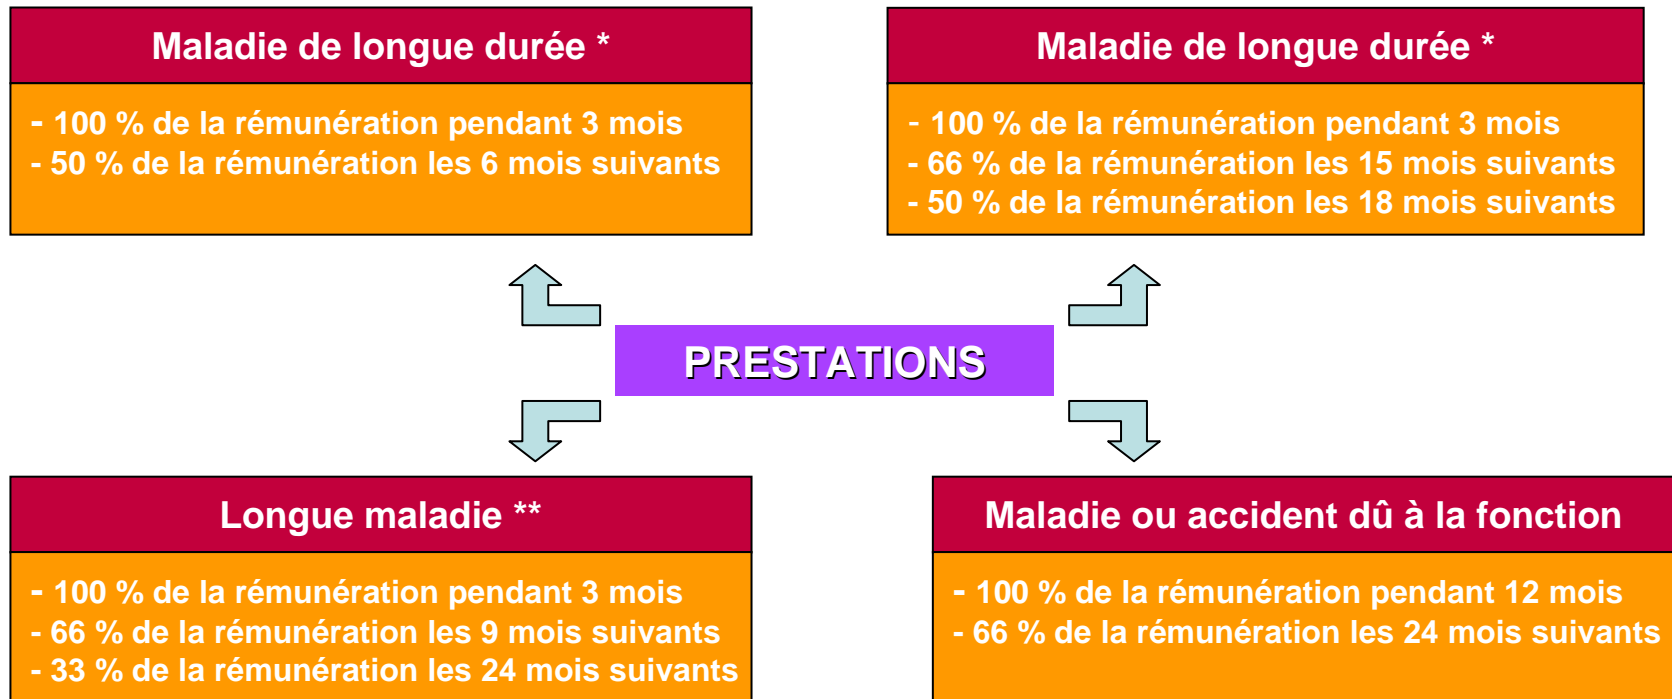 Maladie de longue durée *
- 100 % de la rémunération pendant 3 mois
- 50 % de la rémunération les 6 mois suivants
Maladie de longue durée *
- 100 % de la rémunération pendant 3 mois
- 66 % de la rémunération les 15 mois suivants
- 50 % de la rémunération les 18 mois suivants
PRESTATIONS
Longue maladie **
- 100 % de la rémunération pendant 3 mois
- 66 % de la rémunération les 9 mois suivants
- 33 % de la rémunération les 24 mois suivants
Maladie ou accident dû à la fonction
- 100 % de la rémunération pendant 12 mois
- 66 % de la rémunération les 24 mois suivants